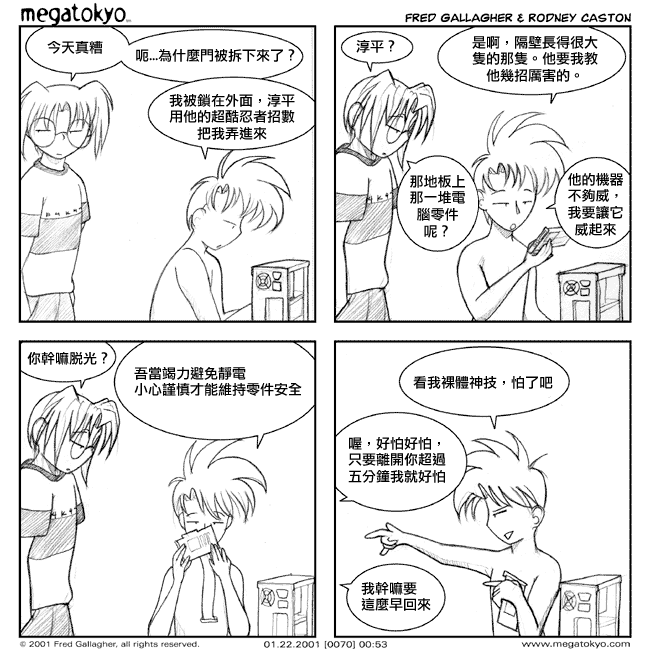 megatokyo
FRED GALLAGHER & RODNEY CASTON
今天真糟
呃...為什麼門被拆下來了？
我被鎖在外面，淳平
用他的超酷忍者招數
把我弄進來
淳平？
是啊，隔壁長得很大
隻的那隻。他要我教
他幾招厲害的。
那地板上
那一堆電
腦零件
呢？
他的機器
不夠威，
我要讓它
威起來
你幹嘛脫光？
吾當竭力避免靜電
小心謹慎才能維持零件安全
看我裸體神技，怕了吧
喔，好怕好怕，
只要離開你超過
五分鐘我就好怕
我幹嘛要
這麼早回來
© 2001 Fred Gallagher, all rights reserved.
01.22.2001 [0070] 00:53
www.megatokyo.com